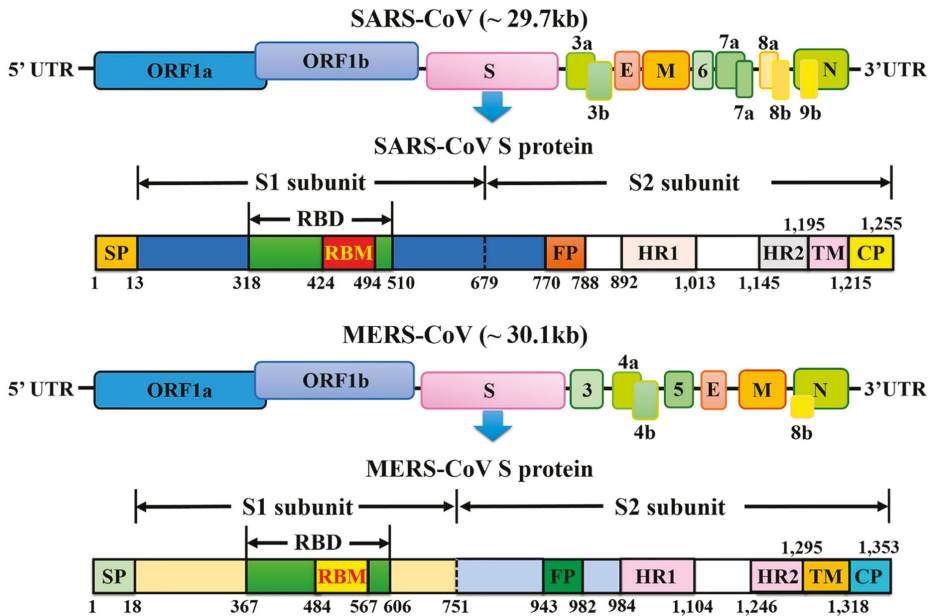 SARS-CoV (~ 29.7kb)
3a 7a 8a
5' UTR ORF1a ORF1b S E M 6 N 3'UTR
3b 7a 8b 9b
SARS-CoV S protein
S1 subunit S2 subunit
RBD 1,195 1,255
SP RBM FP HR1 HR2 TM CP
1 13 318 424 494 510 679 770 788 892 1,013 1,145 1,215
MERS-CoV (~ 30.1kb)
4a
5' UTR ORF1a ORF1b S 3 5 E M N 3'UTR
4b 8b
MERS-CoV S protein
S1 subunit S2 subunit
RBD 1,295 1,353
SP RBM FP HR1 HR2 TM CP
1 18 367 484 567 606 751 943 982 984 1,104 1,246 1,318